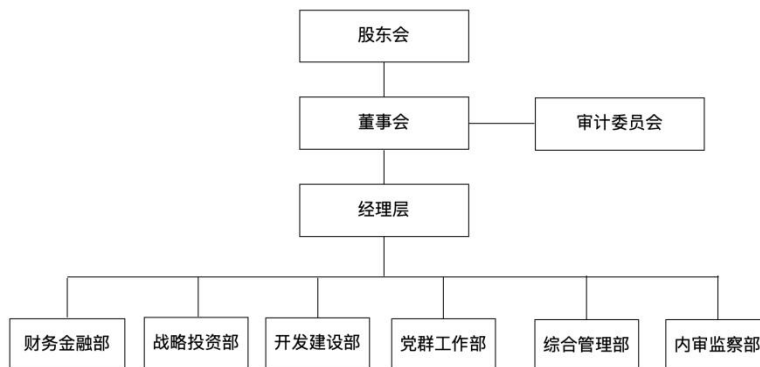 股东会
董事会
审计委员会
经理层
财务金融部
战略投资部
开发建设部
党群工作部
综合管理部
内审监察部